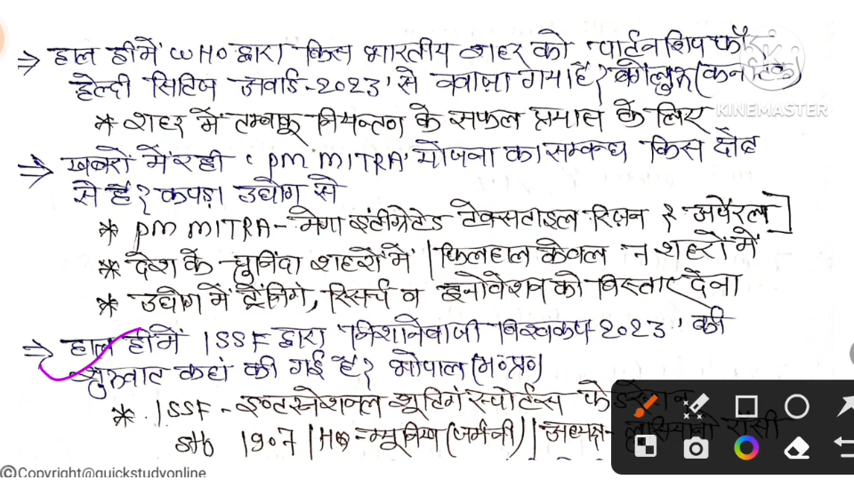 ⇒ हाल ही में WHO द्वारा किस भारतीय शहर को 'पार्टनरशिप फॉर
हेल्दी सिटिज अवार्ड-2023' से नवाजा गया है? बेंगलुरु (कर्नाटक)
KINEMASTER
* शहर में तम्बाकू नियन्त्रण के सफल प्रयास के लिए
⇒ खबरो में रही 'PM MITRA' योजना का सम्बन्ध किस क्षेत्र
से है? कपड़ा उद्योग से
* PM MITRA- मेगा इंटीग्रेटेड टेक्सटाइल रिजन & अपैरल]
* देश के चुनिंदा शहरों में | फिलहाल केवल 7 शहरों में
* उद्योग में ट्रेनिंग, रिसर्च व इनोवेशन को विस्तार देना
⇒ हाल ही में ISSF द्वारा 'निशानेबाजी विश्वकप-2023' की
शुरुवात कहां की गई है? भोपाल (म०प्र०)
* ISSF- इण्टरनेशनल शूटिंग स्पोर्टस फेडरेशन
1907 | HQ- म्यूनिख (जर्मनी) | अध्यक्ष-
©Copyright@quickstudyonline